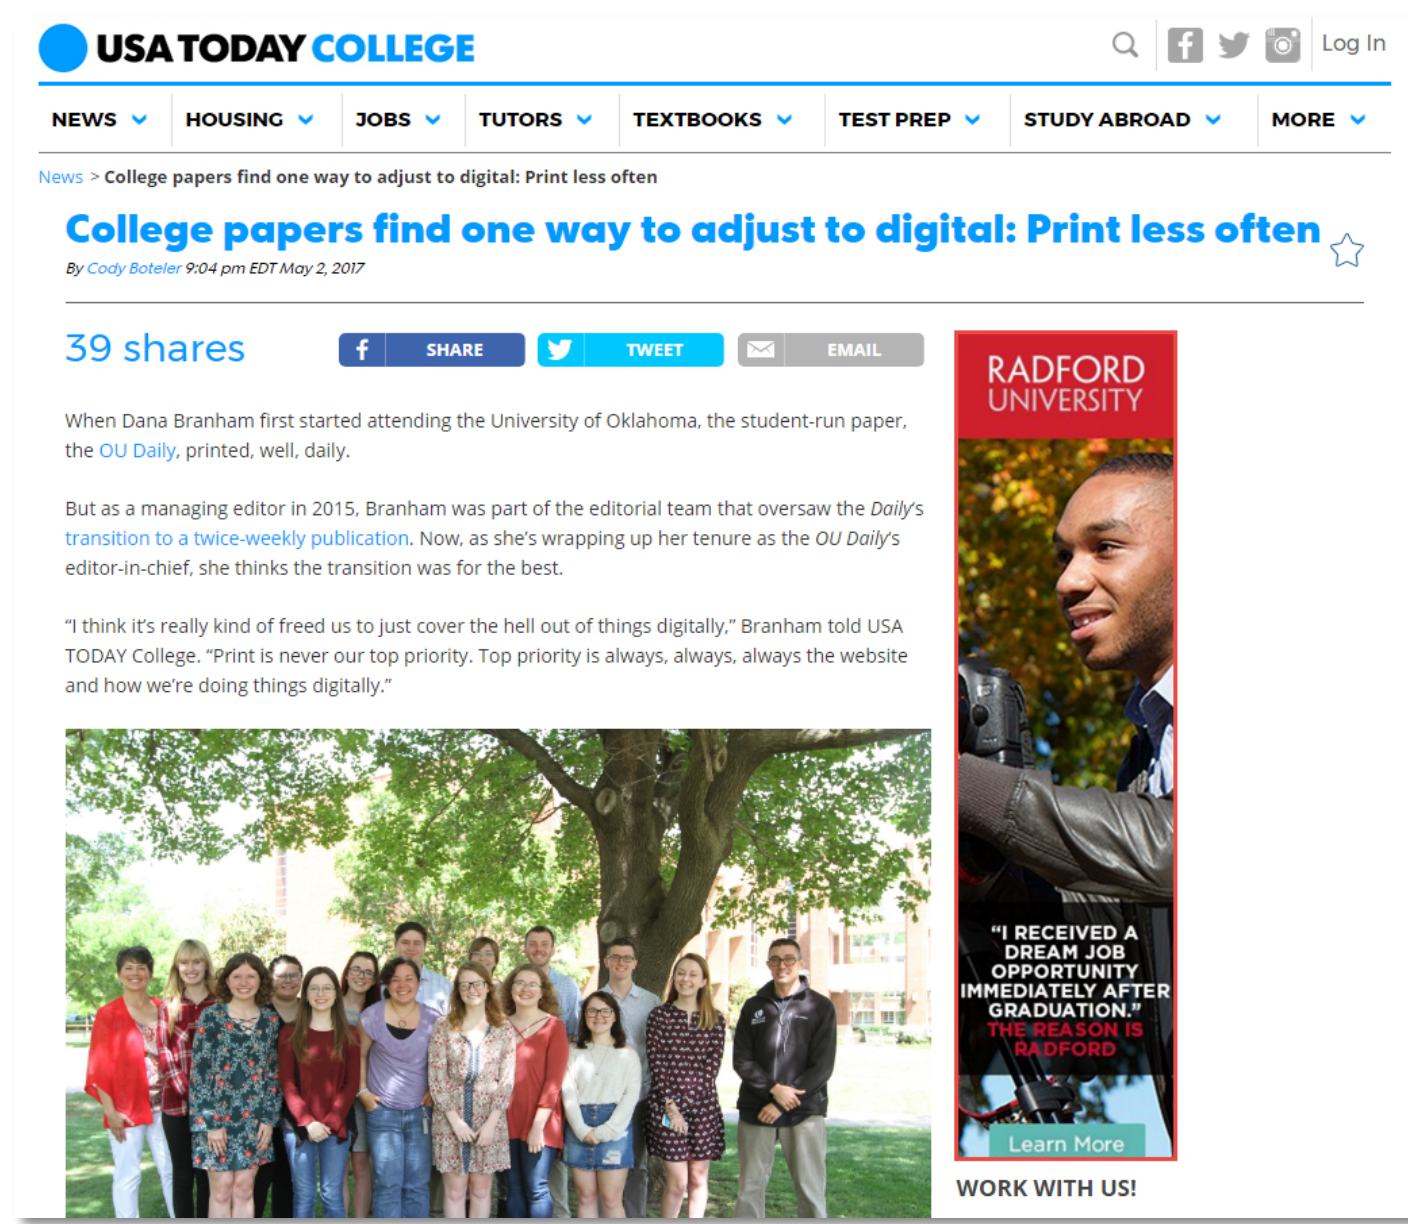 USA TODAY COLLEGE
Log In
NEWS
HOUSING
JOBS
TUTORS
TEXTBOOKS
TEST PREP
STUDY ABROAD
MORE
News > College papers find one way to adjust to digital: Print less often
College papers find one way to adjust to digital: Print less often
By Cody Boteler 9:04 pm EDT May 2, 2017
39 shares
SHARE
TWEET
EMAIL
When Dana Branham first started attending the University of Oklahoma, the student-run paper,
the OU Daily, printed, well, daily.
But as a managing editor in 2015, Branham was part of the editorial team that oversaw the Daily's
transition to a twice-weekly publication. Now, as she’s wrapping up her tenure as the OU Daily's
editor-in-chief, she thinks the transition was for the best.
“I think it’s really kind of freed us to just cover the hell out of things digitally,” Branham told USA
TODAY College. “Print is never our top priority. Top priority is always, always, always the website
and how we’re doing things digitally.”
RADFORD
UNIVERSITY
“I RECEIVED A
DREAM JOB
OPPORTUNITY
IMMEDIATELY AFTER
GRADUATION.”
THE REASON IS
RADFORD
Learn More
WORK WITH US!